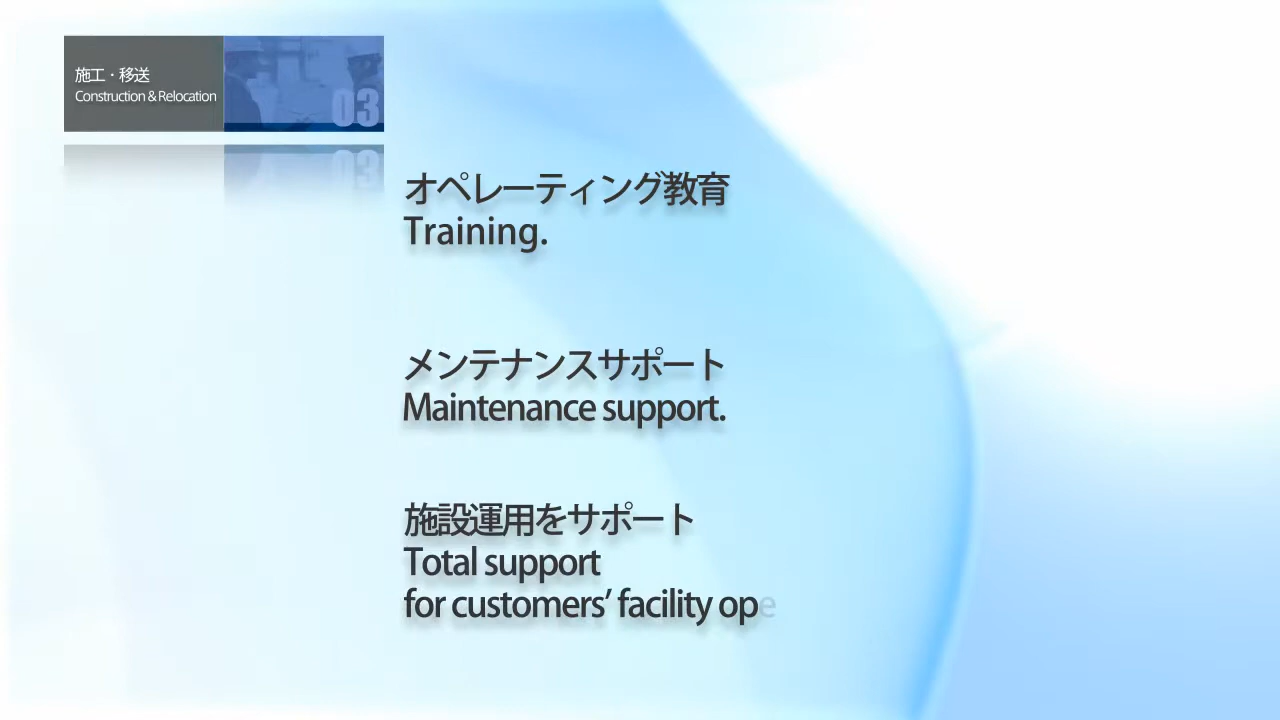 施工・移送
Construction & Relocation
03
オペレーティング教育
Training.
メンテナンスサポート
Maintenance support.
施設運用をサポート
Total support
for customers’ facility ope